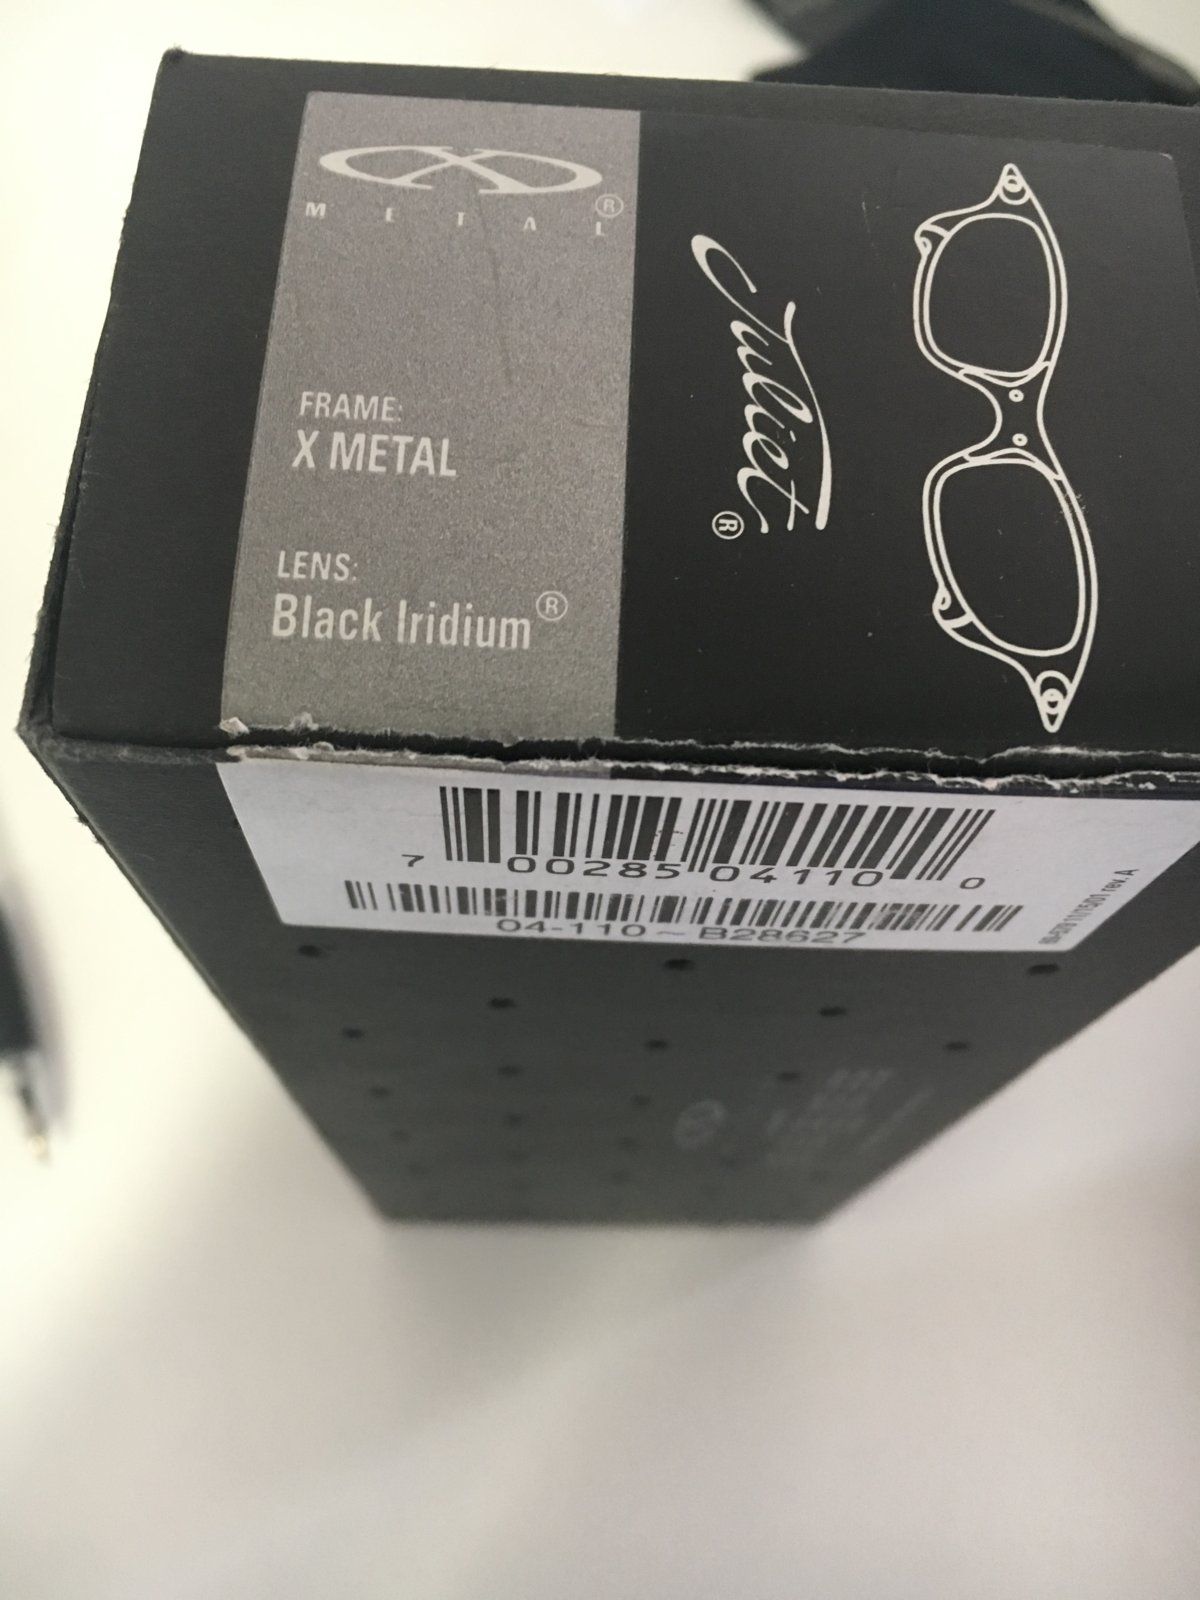 METAL®
FRAME:
X METAL
LENS:
Black Iridium®
Juliet®
7 00285 04110 0
04-110 ~ B28627